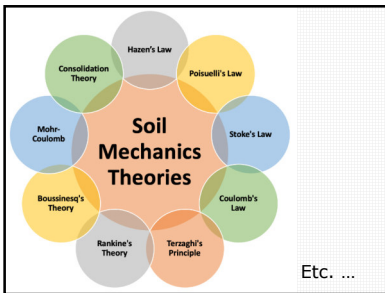 Hazen's Law
Consolidation
Theory
Poisuelli's Law
Mohr-
Coulomb
Soil
Mechanics
Theories
Stoke's Law
Boussinesq's
Theory
Coulomb's
Law
Rankine's
Theory
Terzaghi's
Principle
Etc. ...